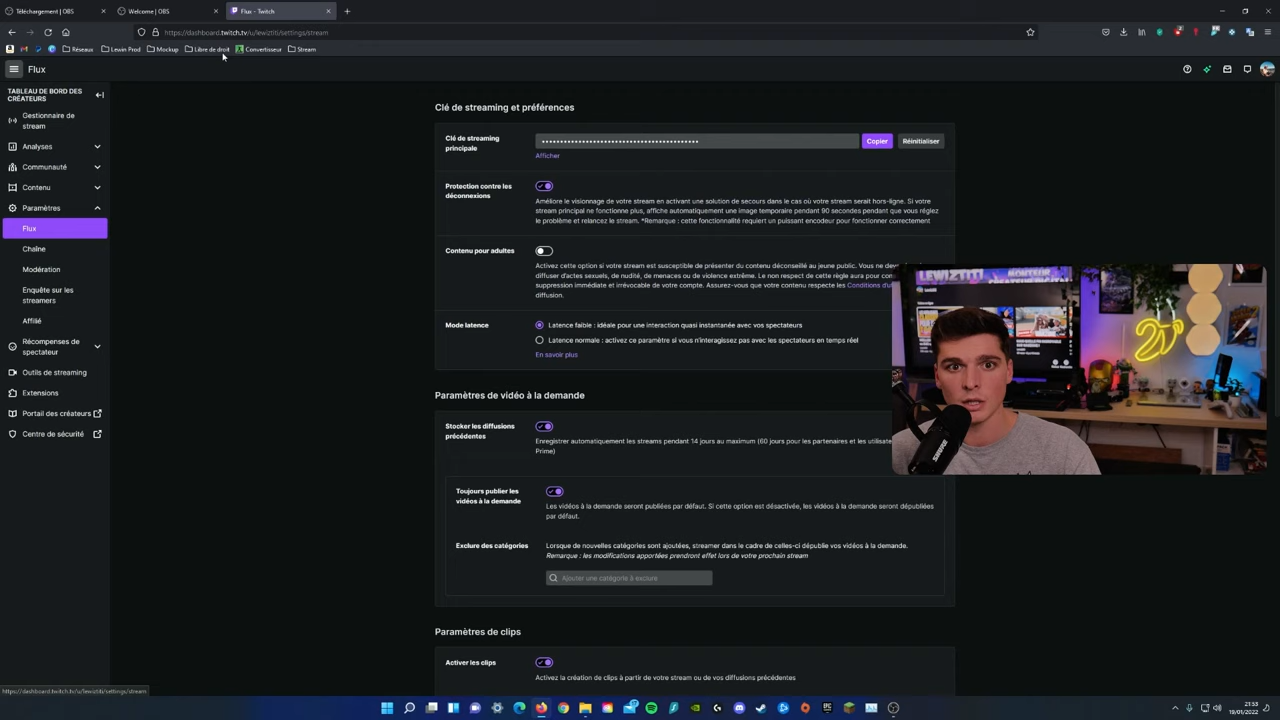 Téléchargement | OBS
Welcome | OBS
Flux - Twitch
https://dashboard.twitch.tv/u/lewiztiti/settings/stream
Réseaux
Lewin Prod
Mockup
Libre de droit
Convertisseur
Stream
Flux
TABLEAU DE BORD DES
CRÉATEURS
Gestionnaire de
stream
Analyses
Communauté
Contenu
Paramètres
Flux
Chaîne
Modération
Enquête sur les
streamers
Affilié
Récompenses de
spectateur
Outils de streaming
Extensions
Portail des créateurs
Centre de sécurité
Clé de streaming et préférences
Clé de streaming
principale
Copier
Réinitialiser
Afficher
Protection contre les
déconnexions
Améliore le visionnage de votre stream en activant une solution de secours dans le cas où votre stream serait hors-ligne. Si votre
stream principal ne fonctionne plus, affiche automatiquement une image temporaire pendant 90 secondes pendant que vous réglez
le problème et relancez le stream. *Remarque : cette fonctionnalité requiert un puissant encodeur pour fonctionner correctement
Contenu pour adultes
Activez cette option si votre stream est susceptible de présenter du contenu déconseillé au jeune public. Vous ne
d'actes sexuels, de nudité, de menaces ou de violence extrême. Le non respect de cette règle aura pour
suppression immédiate et irrévocable de votre compte. Assurez-vous que votre contenu respecte les Conditions
diffusion.
Mode latence
Latence faible : idéale pour une interaction quasi instantanée avec vos spectateurs
Latence normale : activez ce paramètre si vous n'interagissez pas avec les spectateurs en temps réel
En savoir plus
Paramètres de vidéo à la demande
Stocker les diffusions
précédentes
Enregistrer automatiquement les streams pendant 14 jours au maximum (60 jours pour les partenaires et les
Prime)
Toujours publier les
vidéos à la demande
Les vidéos à la demande seront publiées par défaut. Si cette option est désactivée, les vidéos à la demande seront dépubliées
par défaut.
Exclure des catégories
Lorsque de nouvelles catégories sont ajoutées, streamer dans le cadre de celles-ci dépublie vos vidéos à la demande.
Remarque : les modifications apportées prendront effet lors de votre prochain stream
Ajouter une catégorie à exclure
Paramètres de clips
Activer les clips
Activez la création de clips à partir de votre stream ou de vos diffusions précédentes
LEWIZTITI
MONTEUR
SHURE
https://dashboard.twitch.tv/u/lewiztiti/settings/stream
21:53
19/01/2022